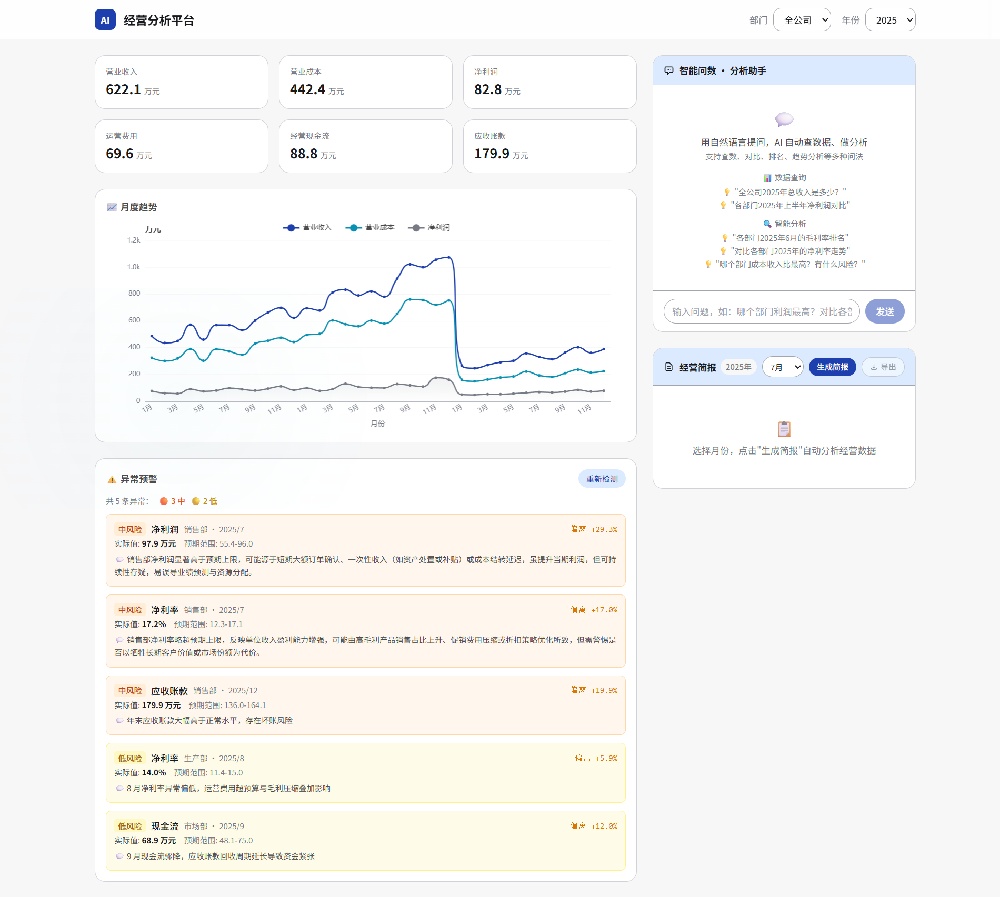 AI 经营分析平台
部门 全公司 年份 2025
营业收入
622.1 万元
营业成本
442.4 万元
净利润
82.8 万元
运营费用
69.6 万元
经营现金流
88.8 万元
应收账款
179.9 万元
月度趋势
万元
营业收入 营业成本 净利润
1.2k
1.0k
800
600
400
200
0
1月 3月 5月 7月 9月 11月 1月 3月 5月 7月 9月 11月 1月 3月 5月 7月 9月 11月
月份
异常预警
重新检测
共 5 条异常： 3 中 2 低
中风险 净利润 销售部 · 2025/7 偏离 +29.3%
实际值: 97.9 万元 预期范围: 55.4-96.0
销售部净利润显著高于预期上限，可能源于短期大额订单确认、一次性收入（如资产处置或补贴）或成本结转延迟，虽提升当期利润，但可持
续性存疑，易误导业绩预测与资源分配。
中风险 净利率 销售部 · 2025/7 偏离 +17.0%
实际值: 17.2% 预期范围: 12.3-17.1
销售部净利率略超预期上限，反映单位收入盈利能力增强，可能由高毛利产品销售占比上升、促销费用压缩或折扣策略优化所致，但需警惕是
否以牺牲长期客户价值或市场份额为代价。
中风险 应收账款 销售部 · 2025/12 偏离 +19.9%
实际值: 179.9 万元 预期范围: 136.0-164.1
年末应收账款大幅高于正常水平，存在坏账风险
低风险 净利率 生产部 · 2025/8 偏离 +5.9%
实际值: 14.0% 预期范围: 11.4-15.0
8 月净利率异常偏低，运营费用超预算与毛利压缩叠加影响
低风险 现金流 市场部 · 2025/9 偏离 +12.0%
实际值: 68.9 万元 预期范围: 48.1-75.0
9 月现金流骤降，应收账款回收周期延长导致资金紧张
智能问数 · 分析助手
用自然语言提问，AI 自动查数据、做分析
支持查数、对比、排名、趋势分析等多种问法
数据查询
"全公司2025年总收入是多少？"
"各部门2025年上半年净利润对比"
智能分析
"各部门2025年6月的毛利率排名"
"对比各部门2025年的净利率走势"
"哪个部门成本收入比最高？有什么风险？"
输入问题，如：哪个部门利润最高？对比各部 发送
经营简报 2025年 7月 生成简报 导出
选择月份，点击"生成简报"自动分析经营数据